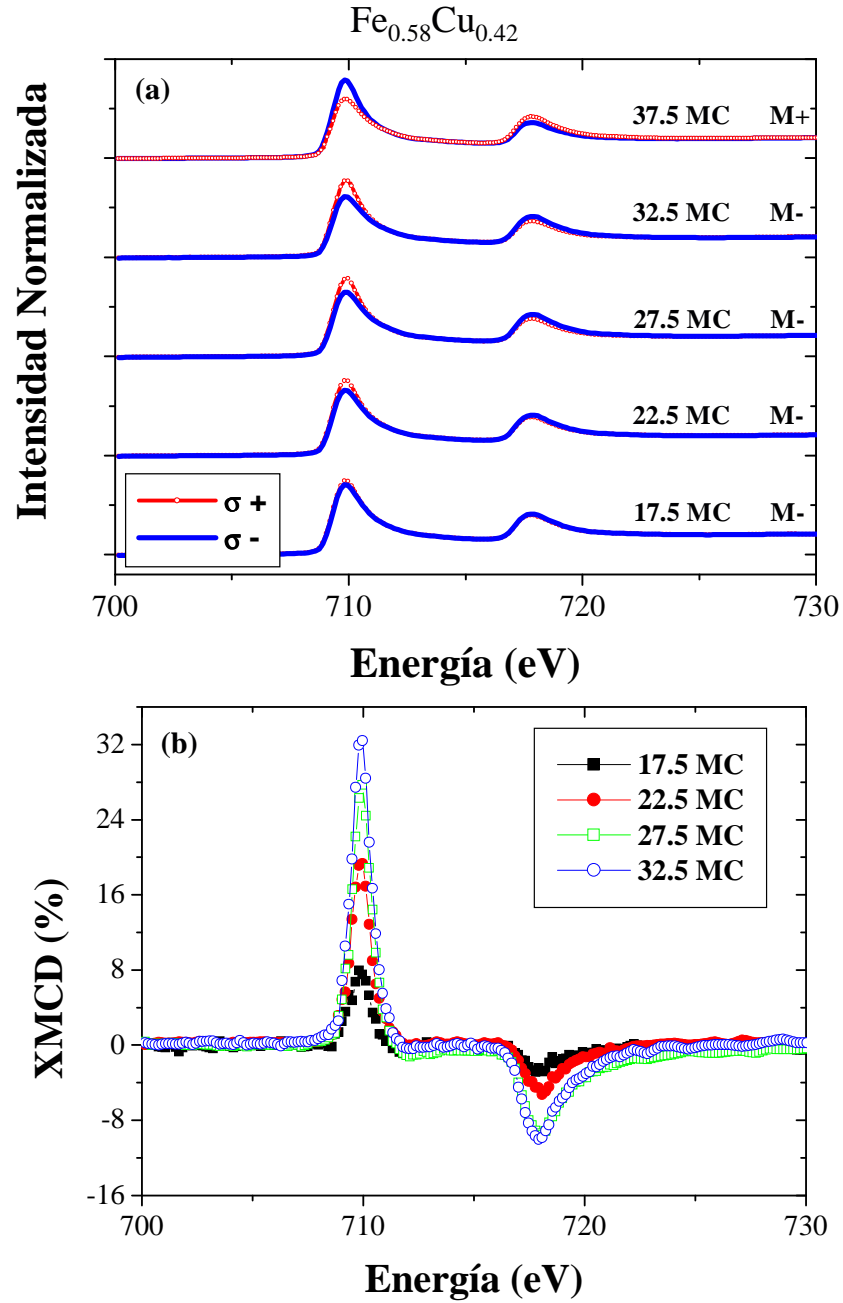 Fe0.58Cu0.42
(a)
Intensidad Normalizada
37.5 MC M+
32.5 MC M-
27.5 MC M-
22.5 MC M-
17.5 MC M-
σ +
σ -
700 710 720 730
Energía (eV)
(b)
XMCD (%)
32
24
16
8
0
-8
-16
17.5 MC
22.5 MC
27.5 MC
32.5 MC
700 710 720 730
Energía (eV)